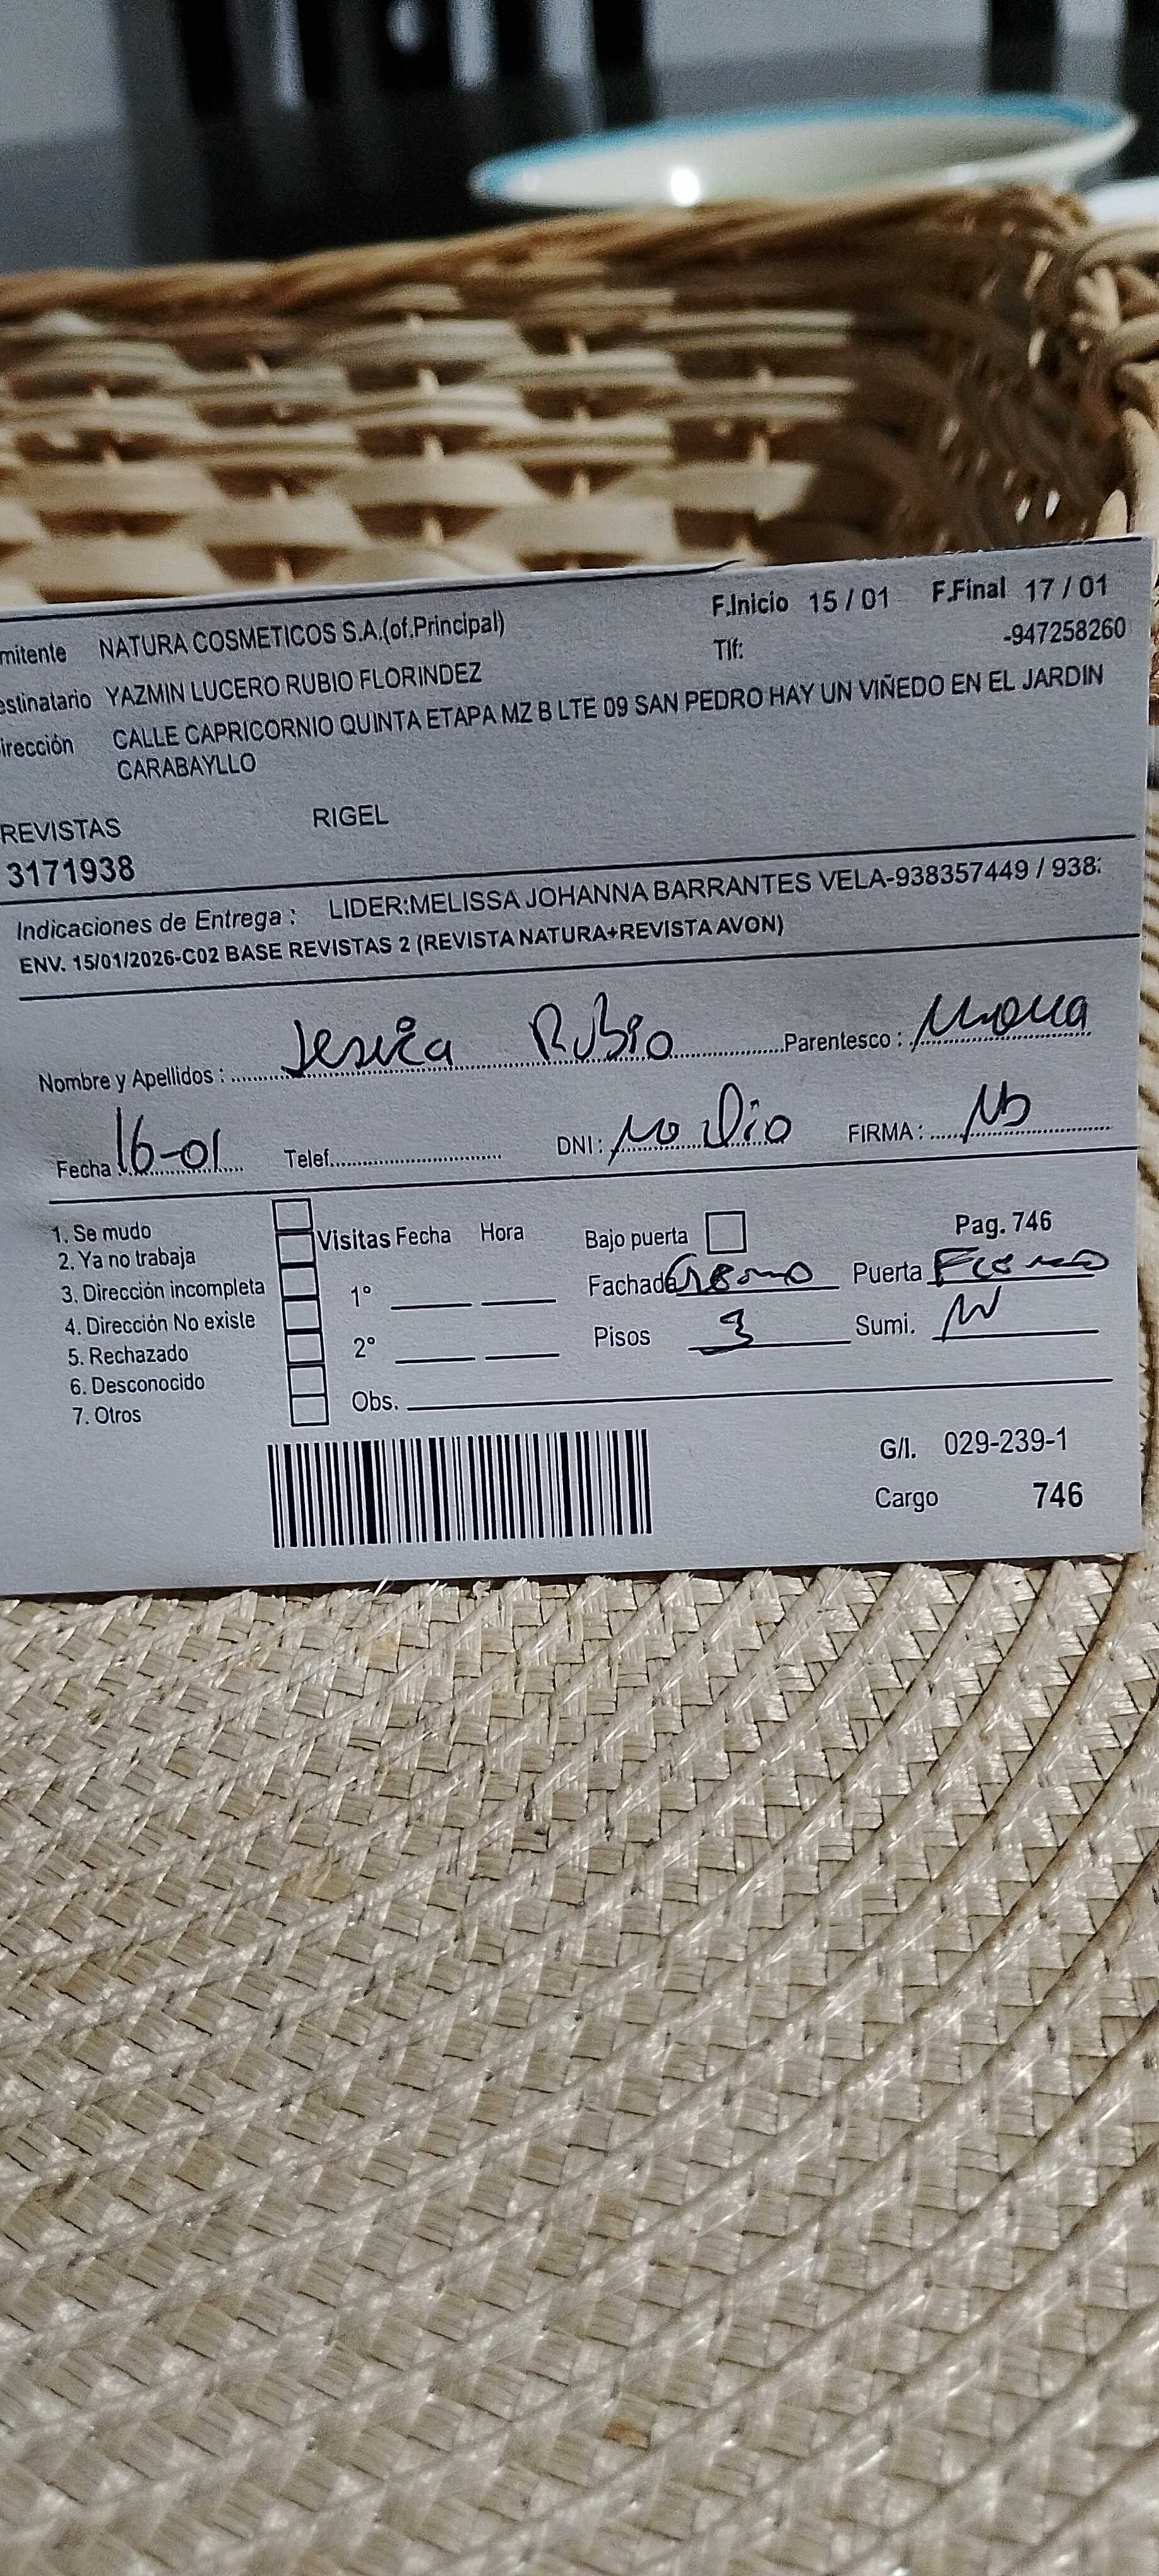 F.Inicio 15 / 01 F.Final 17 / 01
mitente NATURA COSMETICOS S.A.(of.Principal)
Tlf: -947258260
estinatario YAZMIN LUCERO RUBIO FLORINDEZ
irección CALLE CAPRICORNIO QUINTA ETAPA MZ B LTE 09 SAN PEDRO HAY UN VIÑEDO EN EL JARDIN
CARABAYLLO
REVISTAS RIGEL
3171938
Indicaciones de Entrega : LIDER:MELISSA JOHANNA BARRANTES VELA-938357449 / 938
ENV. 15/01/2026-C02 BASE REVISTAS 2 (REVISTA NATURA+REVISTA AVON)
Nombre y Apellidos : Jesica Rubio Parentesco :
Fecha 16-01 Telef. DNI: no dio FIRMA :
1. Se mudo
2. Ya no trabaja
3. Dirección incompleta
4. Dirección No existe
5. Rechazado
6. Desconocido
7. Otros
Visitas Fecha Hora
1°
2°
Obs.
Bajo puerta Pag. 746
Fachada Puerta
Pisos 3 Sumi.
G/I. 029-239-1
Cargo 746